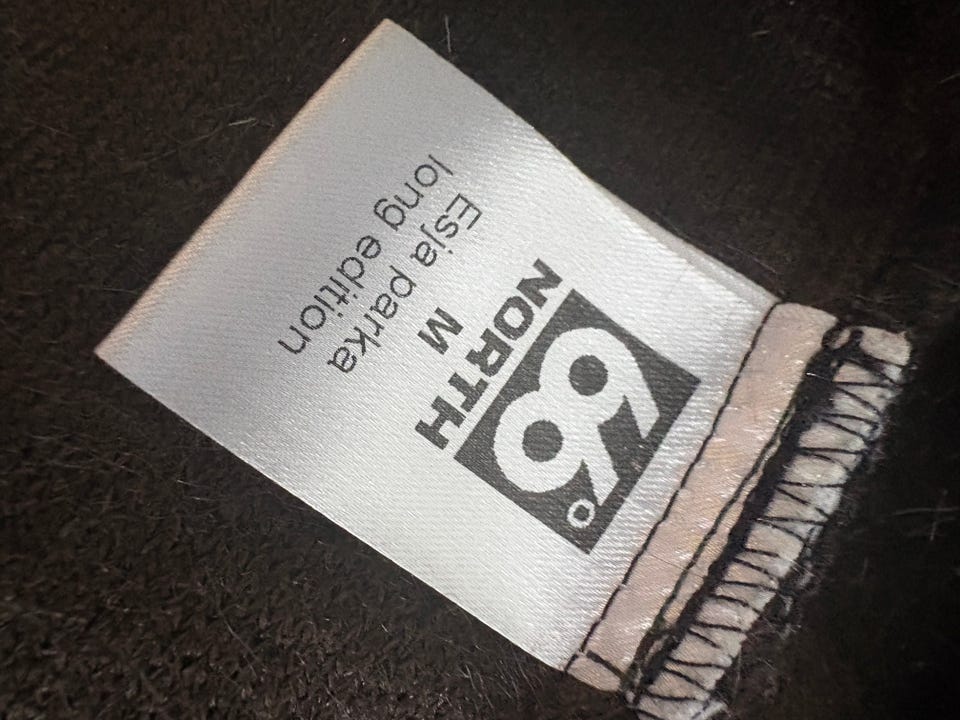 66°
NORTH
M
Esja parka
long edition